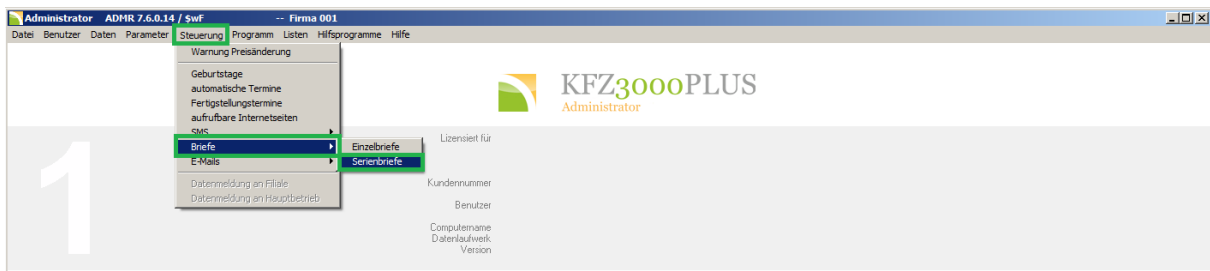 Administrator ADMR 7.6.0.14 / $wF -- Firma 001
Datei Benutzer Daten Parameter Steuerung Programm Listen Hilfsprogramme Hilfe
Warnung Preisänderung
Geburtstage
automatische Termine
Fertigstellungstermine
aufrufbare Internetseiten
SMS
Briefe
E-Mails
Datenmeldung an Filiale
Datenmeldung an Hauptbetrieb
Einzelbriefe
Serienbriefe
KFZ3000PLUS
Administrator
1
Lizensiert für
Kundennummer
Benutzer
Computername
Datenlaufwerk
Version